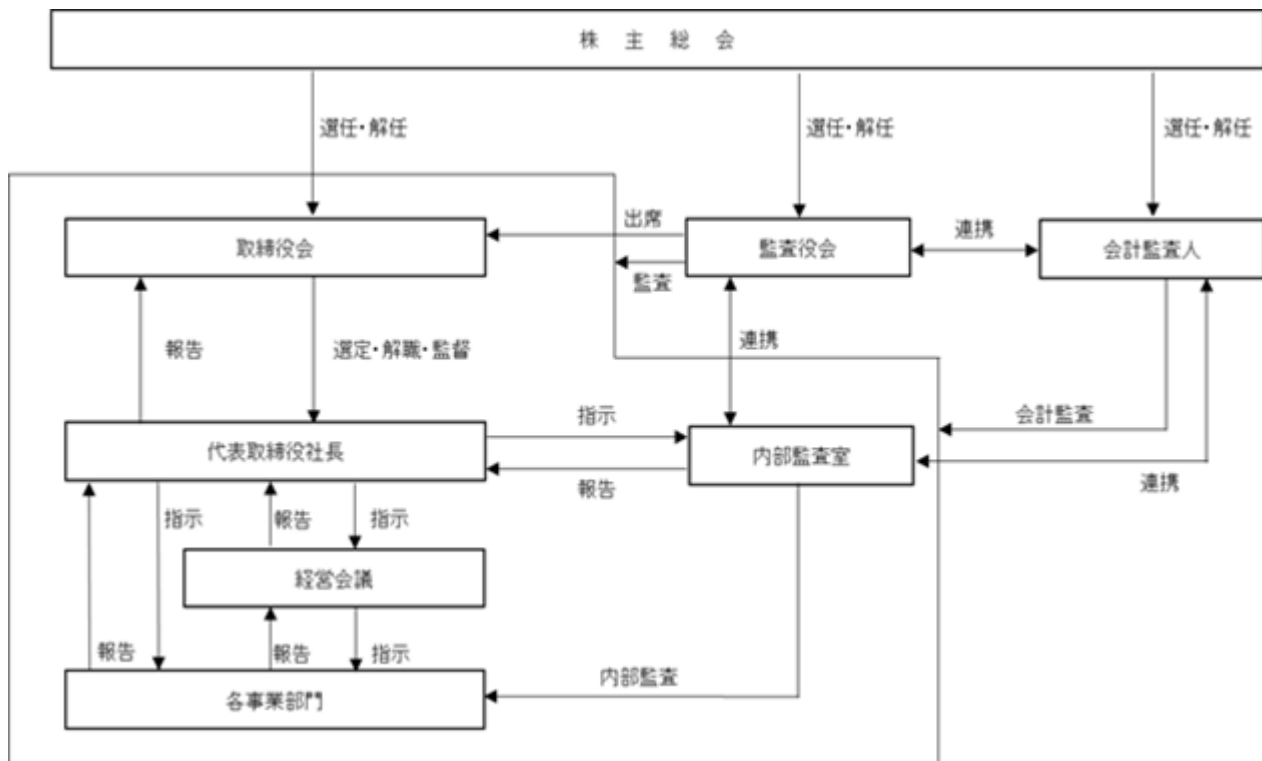 株 主 総 会
選任・解任
選任・解任
選任・解任
取締役会
出席
監査役会
連携
会計監査人
監査
報告
選定・解職・監督
連携
代表取締役社長
指示
報告
内部監査室
会計監査
連携
指示
報告
指示
経営会議
報告
報告
指示
内部監査
各事業部門